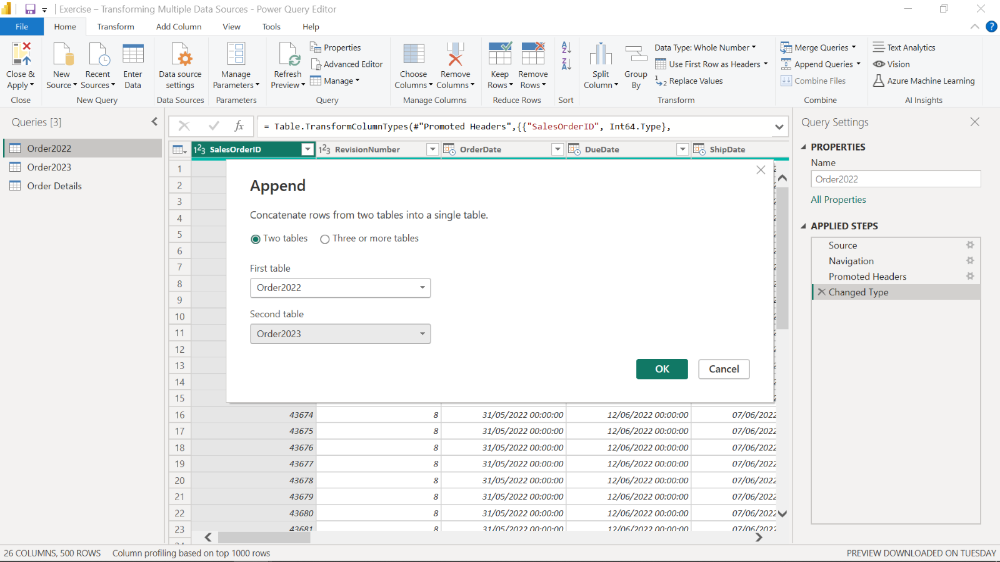 Exercise – Transforming Multiple Data Sources - Power Query Editor
File Home Transform Add Column View Tools Help
Close & Apply
New Source
Recent Sources
Enter Data
Data source settings
Manage Parameters
Refresh Preview
Properties
Advanced Editor
Manage
Choose Columns
Remove Columns
Keep Rows
Remove Rows
Split Column
Group By
Data Type: Whole Number
Use First Row as Headers
Replace Values
Merge Queries
Append Queries
Combine Files
Text Analytics
Vision
Azure Machine Learning
Close New Query Data Sources Parameters Query Manage Columns Reduce Rows Sort Transform Combine AI Insights
Queries [3]
Order2022
Order2023
Order Details
fx = Table.TransformColumnTypes(#"Promoted Headers",{{"SalesOrderID", Int64.Type},
SalesOrderID RevisionNumber OrderDate DueDate ShipDate
1
2
3
4
5
6
7
8
9
10
11
12
13
14
15
Append
Concatenate rows from two tables into a single table.
Two tables Three or more tables
First table
Order2022
Second table
Order2023
OK Cancel
16 43674 8 31/05/2022 00:00:00 12/06/2022 00:00:00 07/06/2022
17 43675 8 31/05/2022 00:00:00 12/06/2022 00:00:00 07/06/2022
18 43676 8 31/05/2022 00:00:00 12/06/2022 00:00:00 07/06/2022
19 43677 8 31/05/2022 00:00:00 12/06/2022 00:00:00 07/06/2022
20 43678 8 31/05/2022 00:00:00 12/06/2022 00:00:00 07/06/2022
21 43679 8 31/05/2022 00:00:00 12/06/2022 00:00:00 07/06/2022
22 43680 8 31/05/2022 00:00:00 12/06/2022 00:00:00 07/06/2022
23 43681 8 31/05/2022 00:00:00 12/06/2022 00:00:00 07/06/2022
Query Settings
PROPERTIES
Name
Order2022
All Properties
APPLIED STEPS
Source
Navigation
Promoted Headers
Changed Type
26 COLUMNS, 500 ROWS Column profiling based on top 1000 rows PREVIEW DOWNLOADED ON TUESDAY